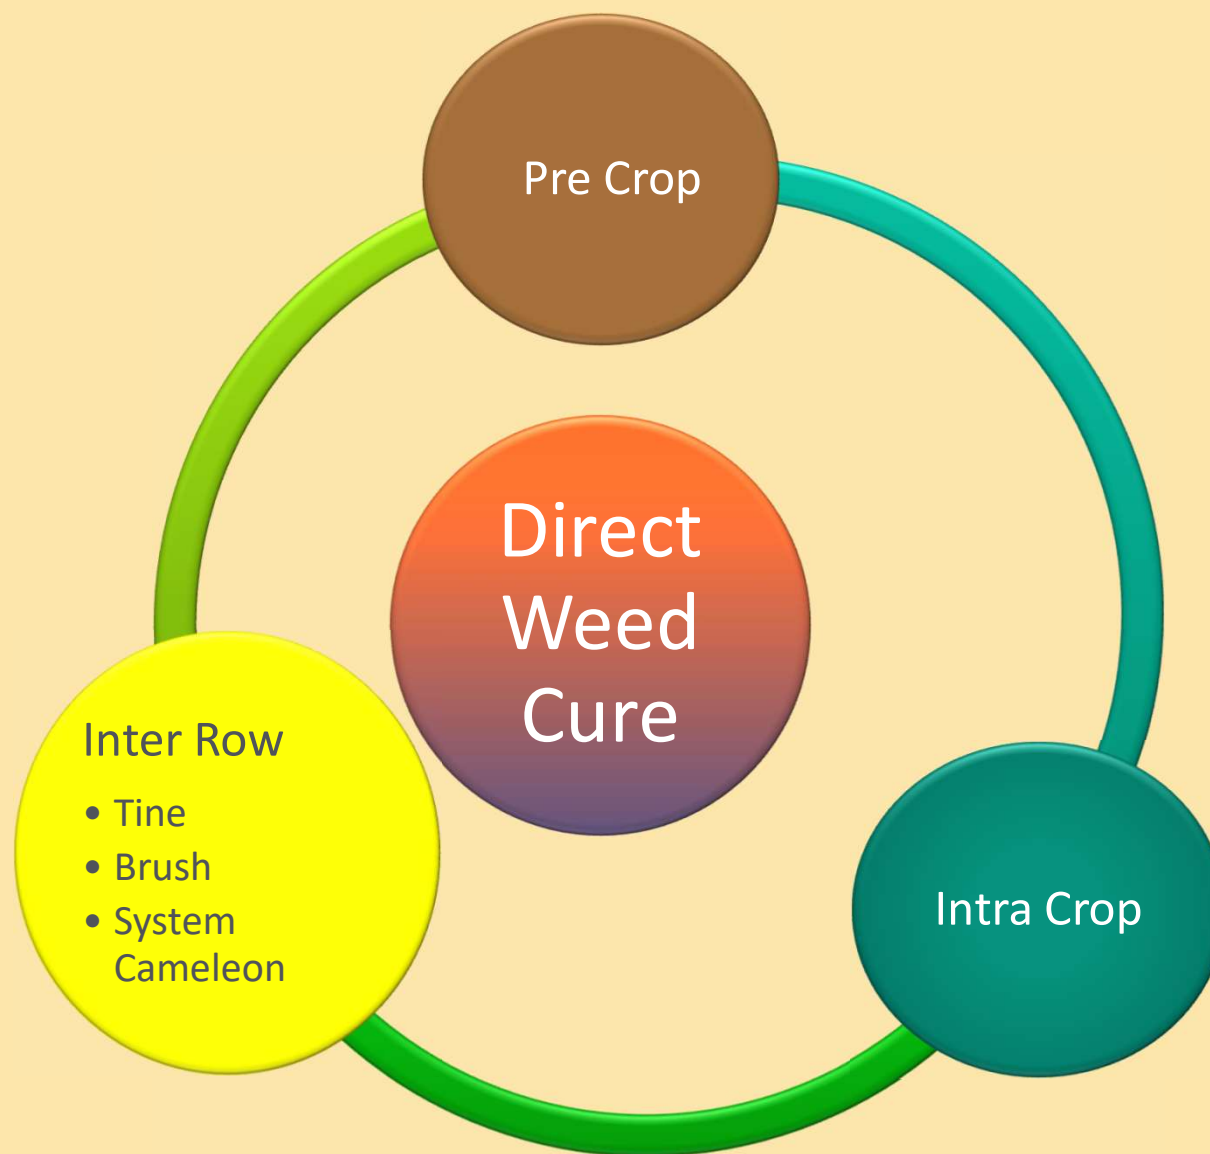 Pre Crop
Direct
Weed
Cure
Inter Row
• Tine
• Brush
• System
Cameleon
Intra Crop